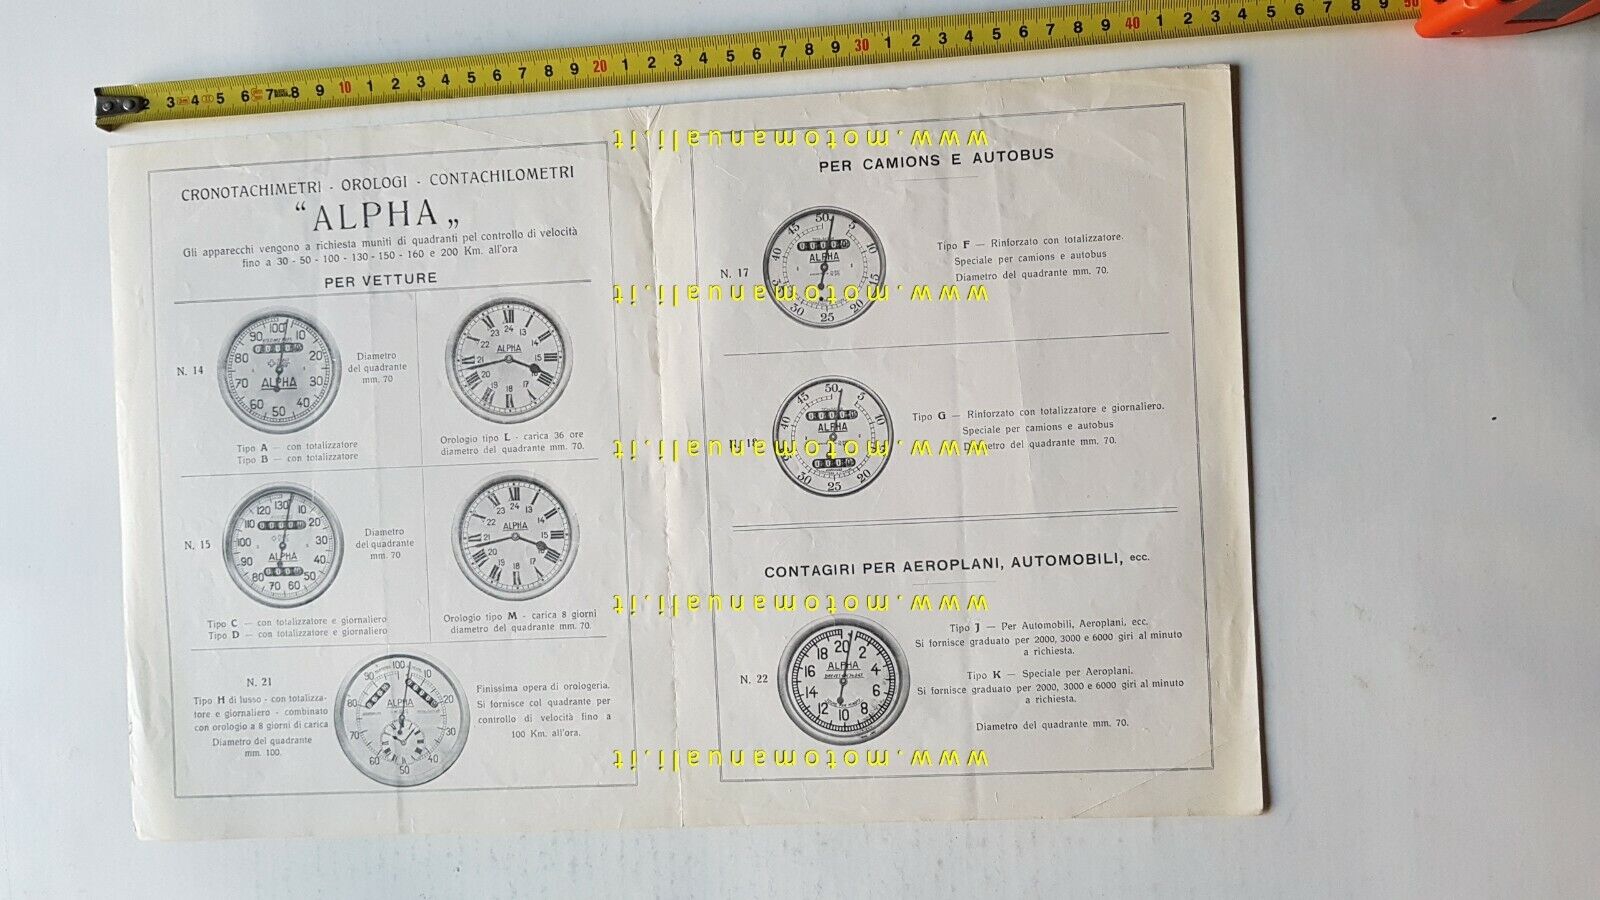 CRONOTACHIMETRI - OROLOGI - CONTACHILOMETRI
“ALPHA„
Gli apparecchi vengono a richiesta muniti di quadranti pel controllo di velocità
fino a 30 - 50 - 100 - 130 - 150 - 160 e 200 Km. all'ora
PER VETTURE
N. 14
ALPHA
Diametro
del quadrante
mm. 70
ALPHA
Tipo A — con totalizzatore
Tipo B — con totalizzatore
Orologio tipo L - carica 36 ore
diametro del quadrante mm. 70.
N. 15
ALPHA
Diametro
del quadrante
mm. 70
ALPHA
Tipo C — con totalizzatore e giornaliero
Tipo D — con totalizzatore e giornaliero
Orologio tipo M - carica 8 giorni
diametro del quadrante mm. 70.
N. 21
Tipo H di lusso - con totalizza-
tore e giornaliero - combinato
con orologio a 8 giorni di carica
Diametro del quadrante
mm. 100.
ALPHA
Finissima opera di orologeria.
Si fornisce col quadrante per
controllo di velocità fino a
100 Km. all'ora.
PER CAMIONS E AUTOBUS
N. 17
ALPHA
Tipo F — Rinforzato con totalizzatore.
Speciale per camions e autobus
Diametro del quadrante mm. 70.
N. 18
ALPHA
Tipo G — Rinforzato con totalizzatore e giornaliero.
Speciale per camions e autobus
Diametro del quadrante mm. 70.
CONTAGIRI PER AEROPLANI, AUTOMOBILI, ecc.
N. 22
ALPHA
Tipo J — Per Automobili, Aeroplani, ecc.
Si fornisce graduato per 2000, 3000 e 6000 giri al minuto
a richiesta.
Tipo K — Speciale per Aeroplani.
Si fornisce graduato per 2000, 3000 e 6000 giri al minuto
a richiesta.
Diametro del quadrante mm. 70.
www.motomanuali.it
www.motomanuali.it
www.motomanuali.it
www.motomanuali.it
www.motomanuali.it